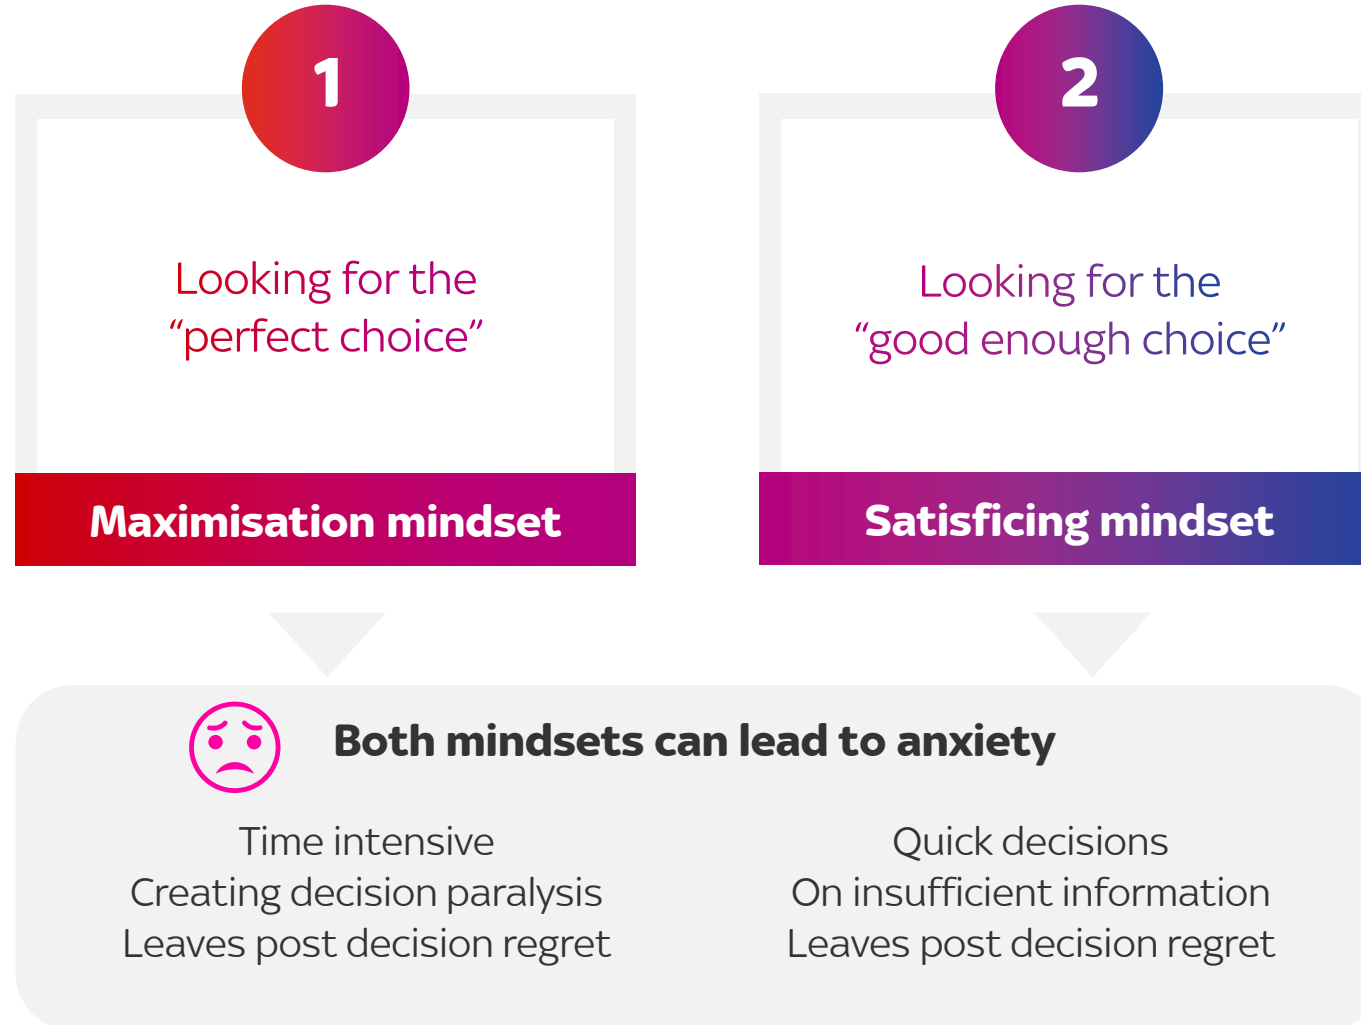 1
Looking for the
“perfect choice”
Maximisation mindset
2
Looking for the
“good enough choice”
Satisficing mindset
Both mindsets can lead to anxiety
Time intensive
Creating decision paralysis
Leaves post decision regret
Quick decisions
On insufficient information
Leaves post decision regret